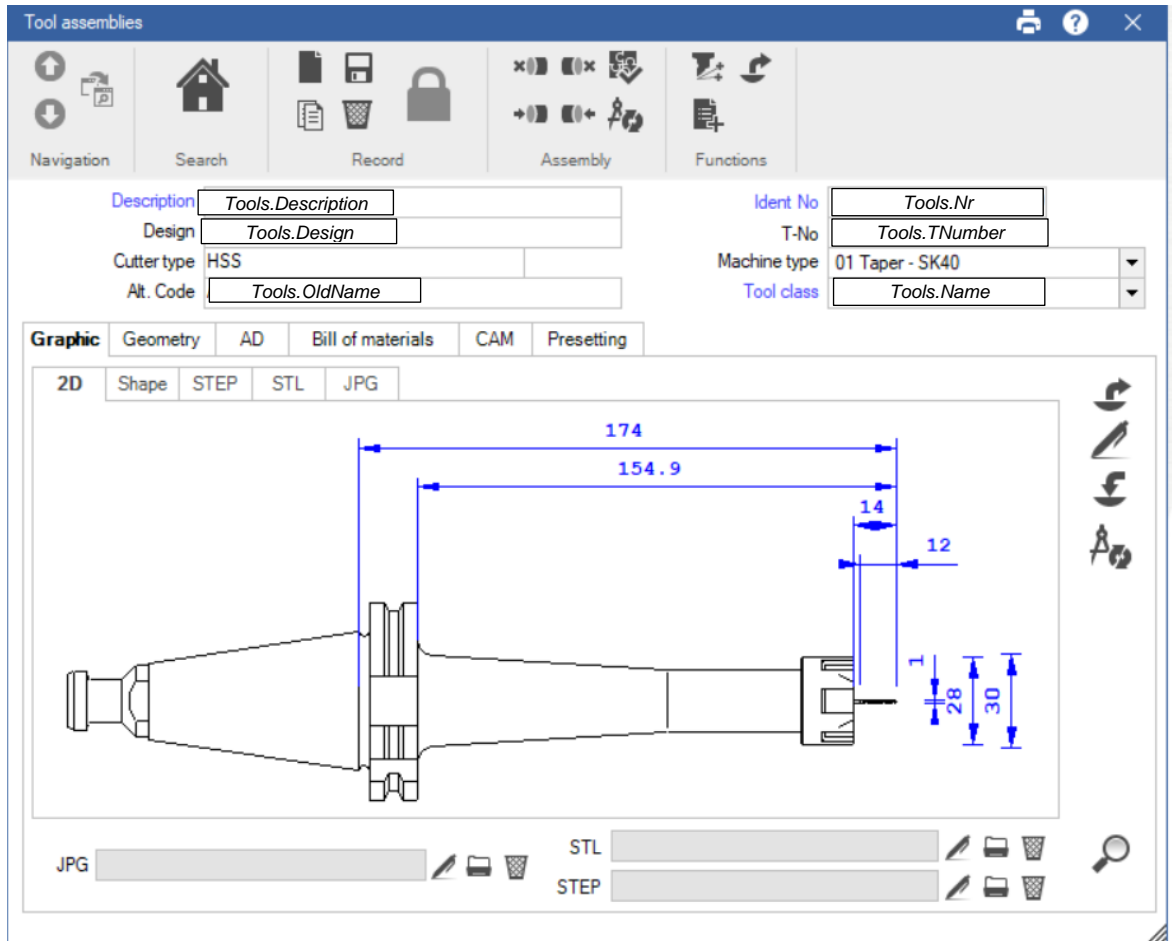 Tool assemblies
Navigation Search Record Assembly Functions
Description Tools.Description Ident No Tools.Nr
Design Tools.Design T-No Tools.TNumber
Cutter type HSS Machine type 01 Taper - SK40
Alt. Code Tools.OldName Tool class Tools.Name
Graphic Geometry AD Bill of materials CAM Presetting
2D Shape STEP STL JPG
174
154.9
14
12
1
28
30
JPG
STL
STEP